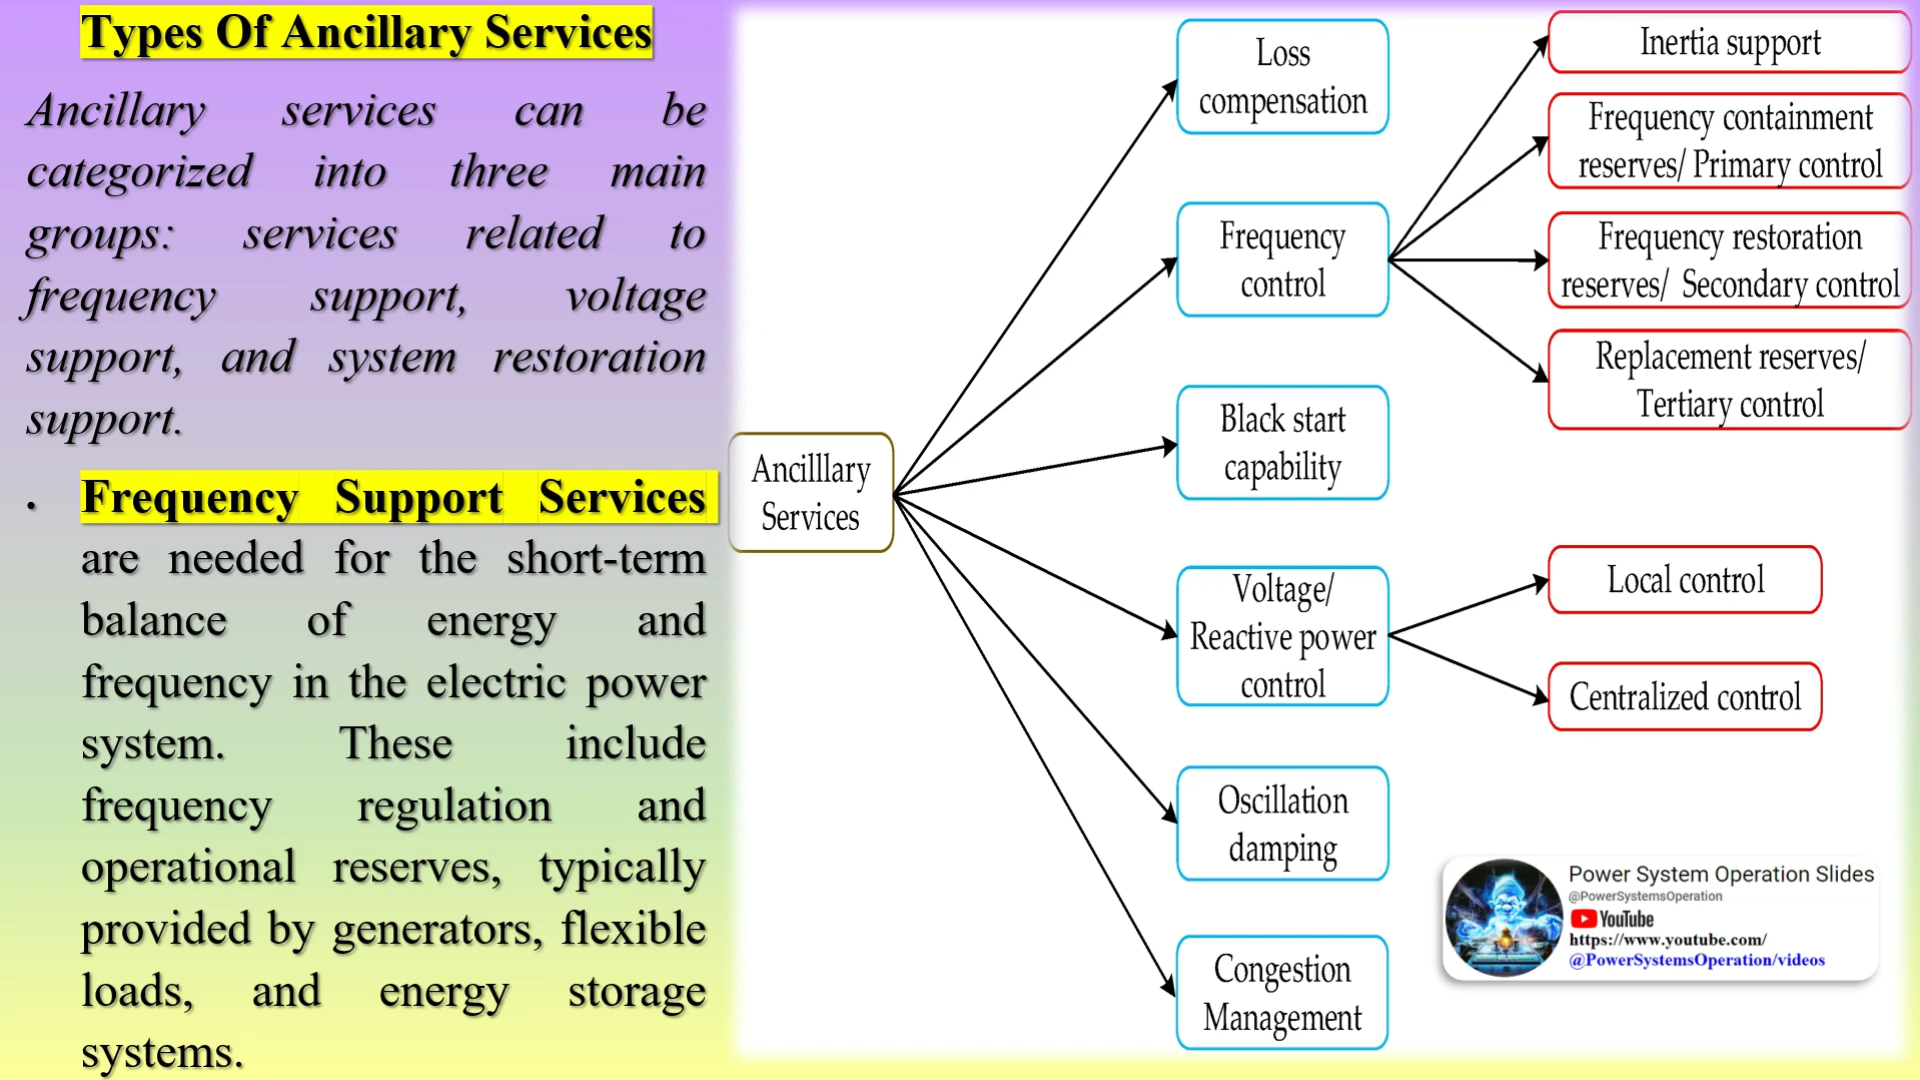 Types Of Ancillary Services
Ancillary services can be
categorized into three main
groups: services related to
frequency support, voltage
support, and system restoration
support.
• Frequency Support Services
are needed for the short-term
balance of energy and
frequency in the electric power
system. These include
frequency regulation and
operational reserves, typically
provided by generators, flexible
loads, and energy storage
systems.
Ancilllary
Services
Loss
compensation
Frequency
control
Black start
capability
Voltage/
Reactive power
control
Oscillation
damping
Congestion
Management
Inertia support
Frequency containment
reserves/ Primary control
Frequency restoration
reserves/ Secondary control
Replacement reserves/
Tertiary control
Local control
Centralized control
Power System Operation Slides
@PowerSystemsOperation
YouTube
https://www.youtube.com/
@PowerSystemsOperation/videos